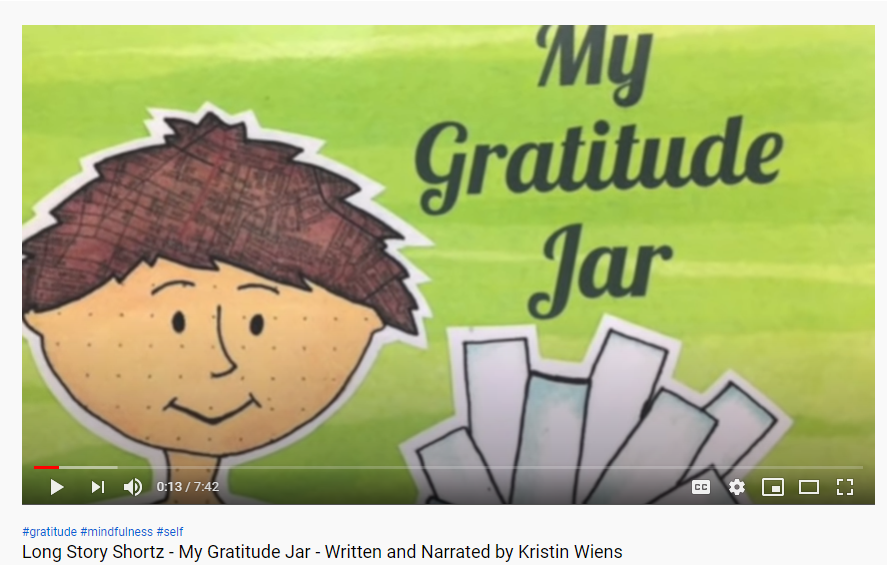 My
Gratitude
Jar
0:13 / 7:42
CC
#gratitude #mindfulness #self
Long Story Shortz - My Gratitude Jar - Written and Narrated by Kristin Wiens